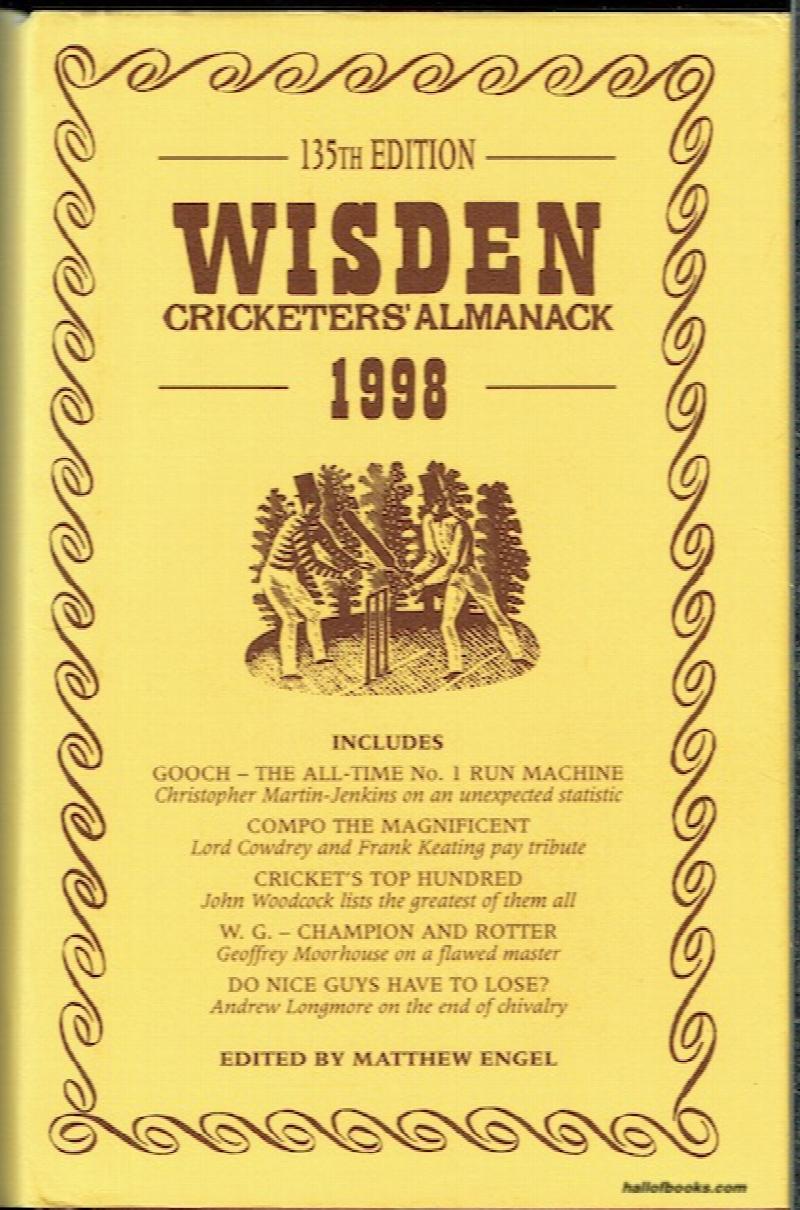 135TH EDITION
WISDEN
CRICKETERS' ALMANACK
1998
INCLUDES
GOOCH – THE ALL-TIME No. 1 RUN MACHINE
Christopher Martin-Jenkins on an unexpected statistic
COMPO THE MAGNIFICENT
Lord Cowdrey and Frank Keating pay tribute
CRICKET'S TOP HUNDRED
John Woodcock lists the greatest of them all
W. G. – CHAMPION AND ROTTER
Geoffrey Moorhouse on a flawed master
DO NICE GUYS HAVE TO LOSE?
Andrew Longmore on the end of chivalry
EDITED BY MATTHEW ENGEL
hallofbooks.com